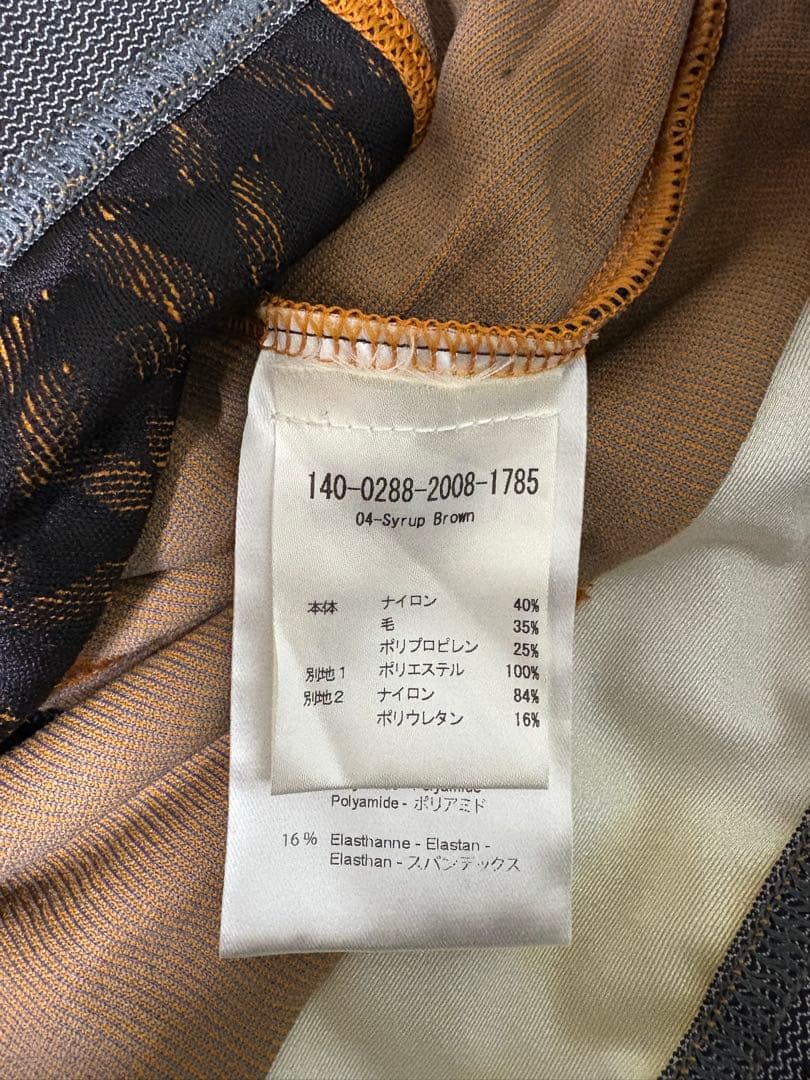 140-0288-2008-1785
04-Syrup Brown
本体 ナイロン 40%
毛 35%
ポリプロピレン 25%
別地1 ポリエステル 100%
別地2 ナイロン 84%
ポリウレタン 16%
Polyamide
Polyamide - ポリアミド
16% Elasthanne - Elastan -
Elasthan - スパンデックス